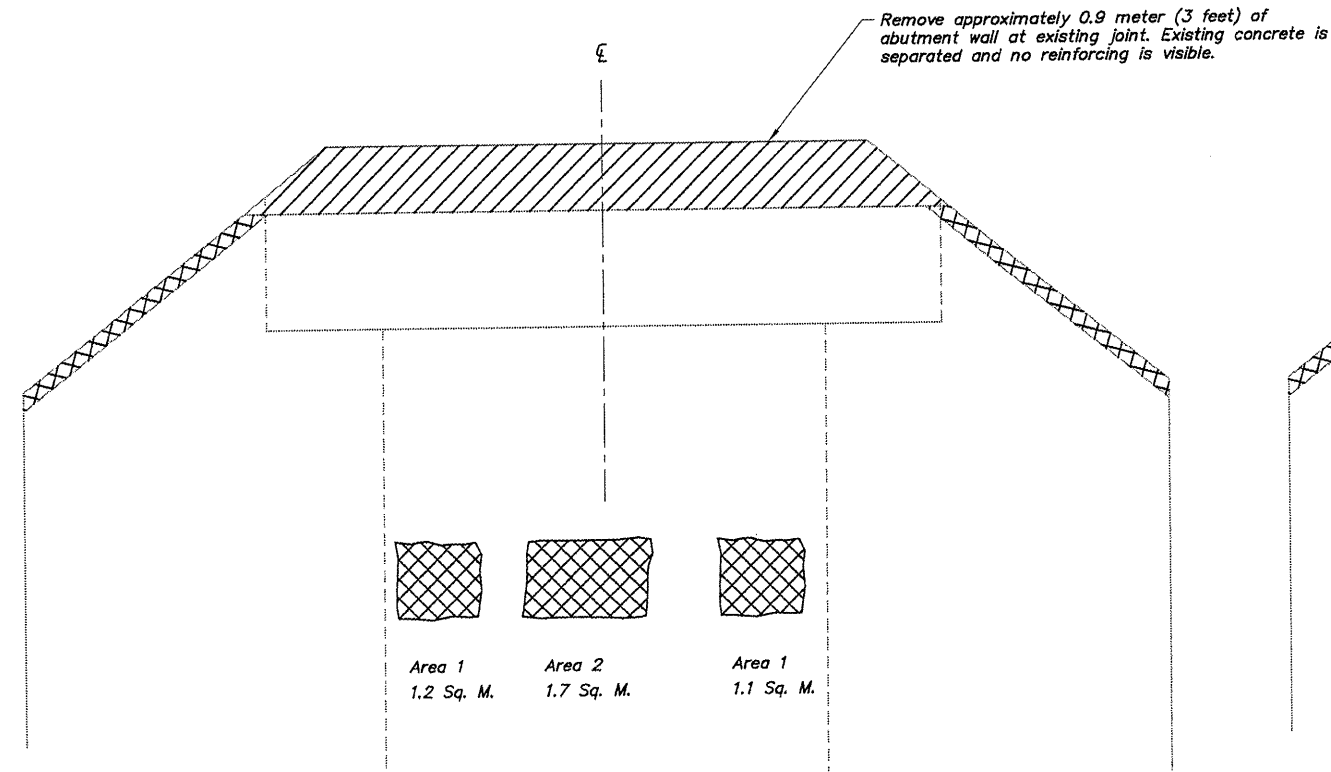 Remove approximately 0.9 meter (3 feet) of
abutment wall at existing joint. Existing concrete is
separated and no reinforcing is visible.
℄
Area 1
1.2 Sq. M.
Area 2
1.7 Sq. M.
Area 1
1.1 Sq. M.